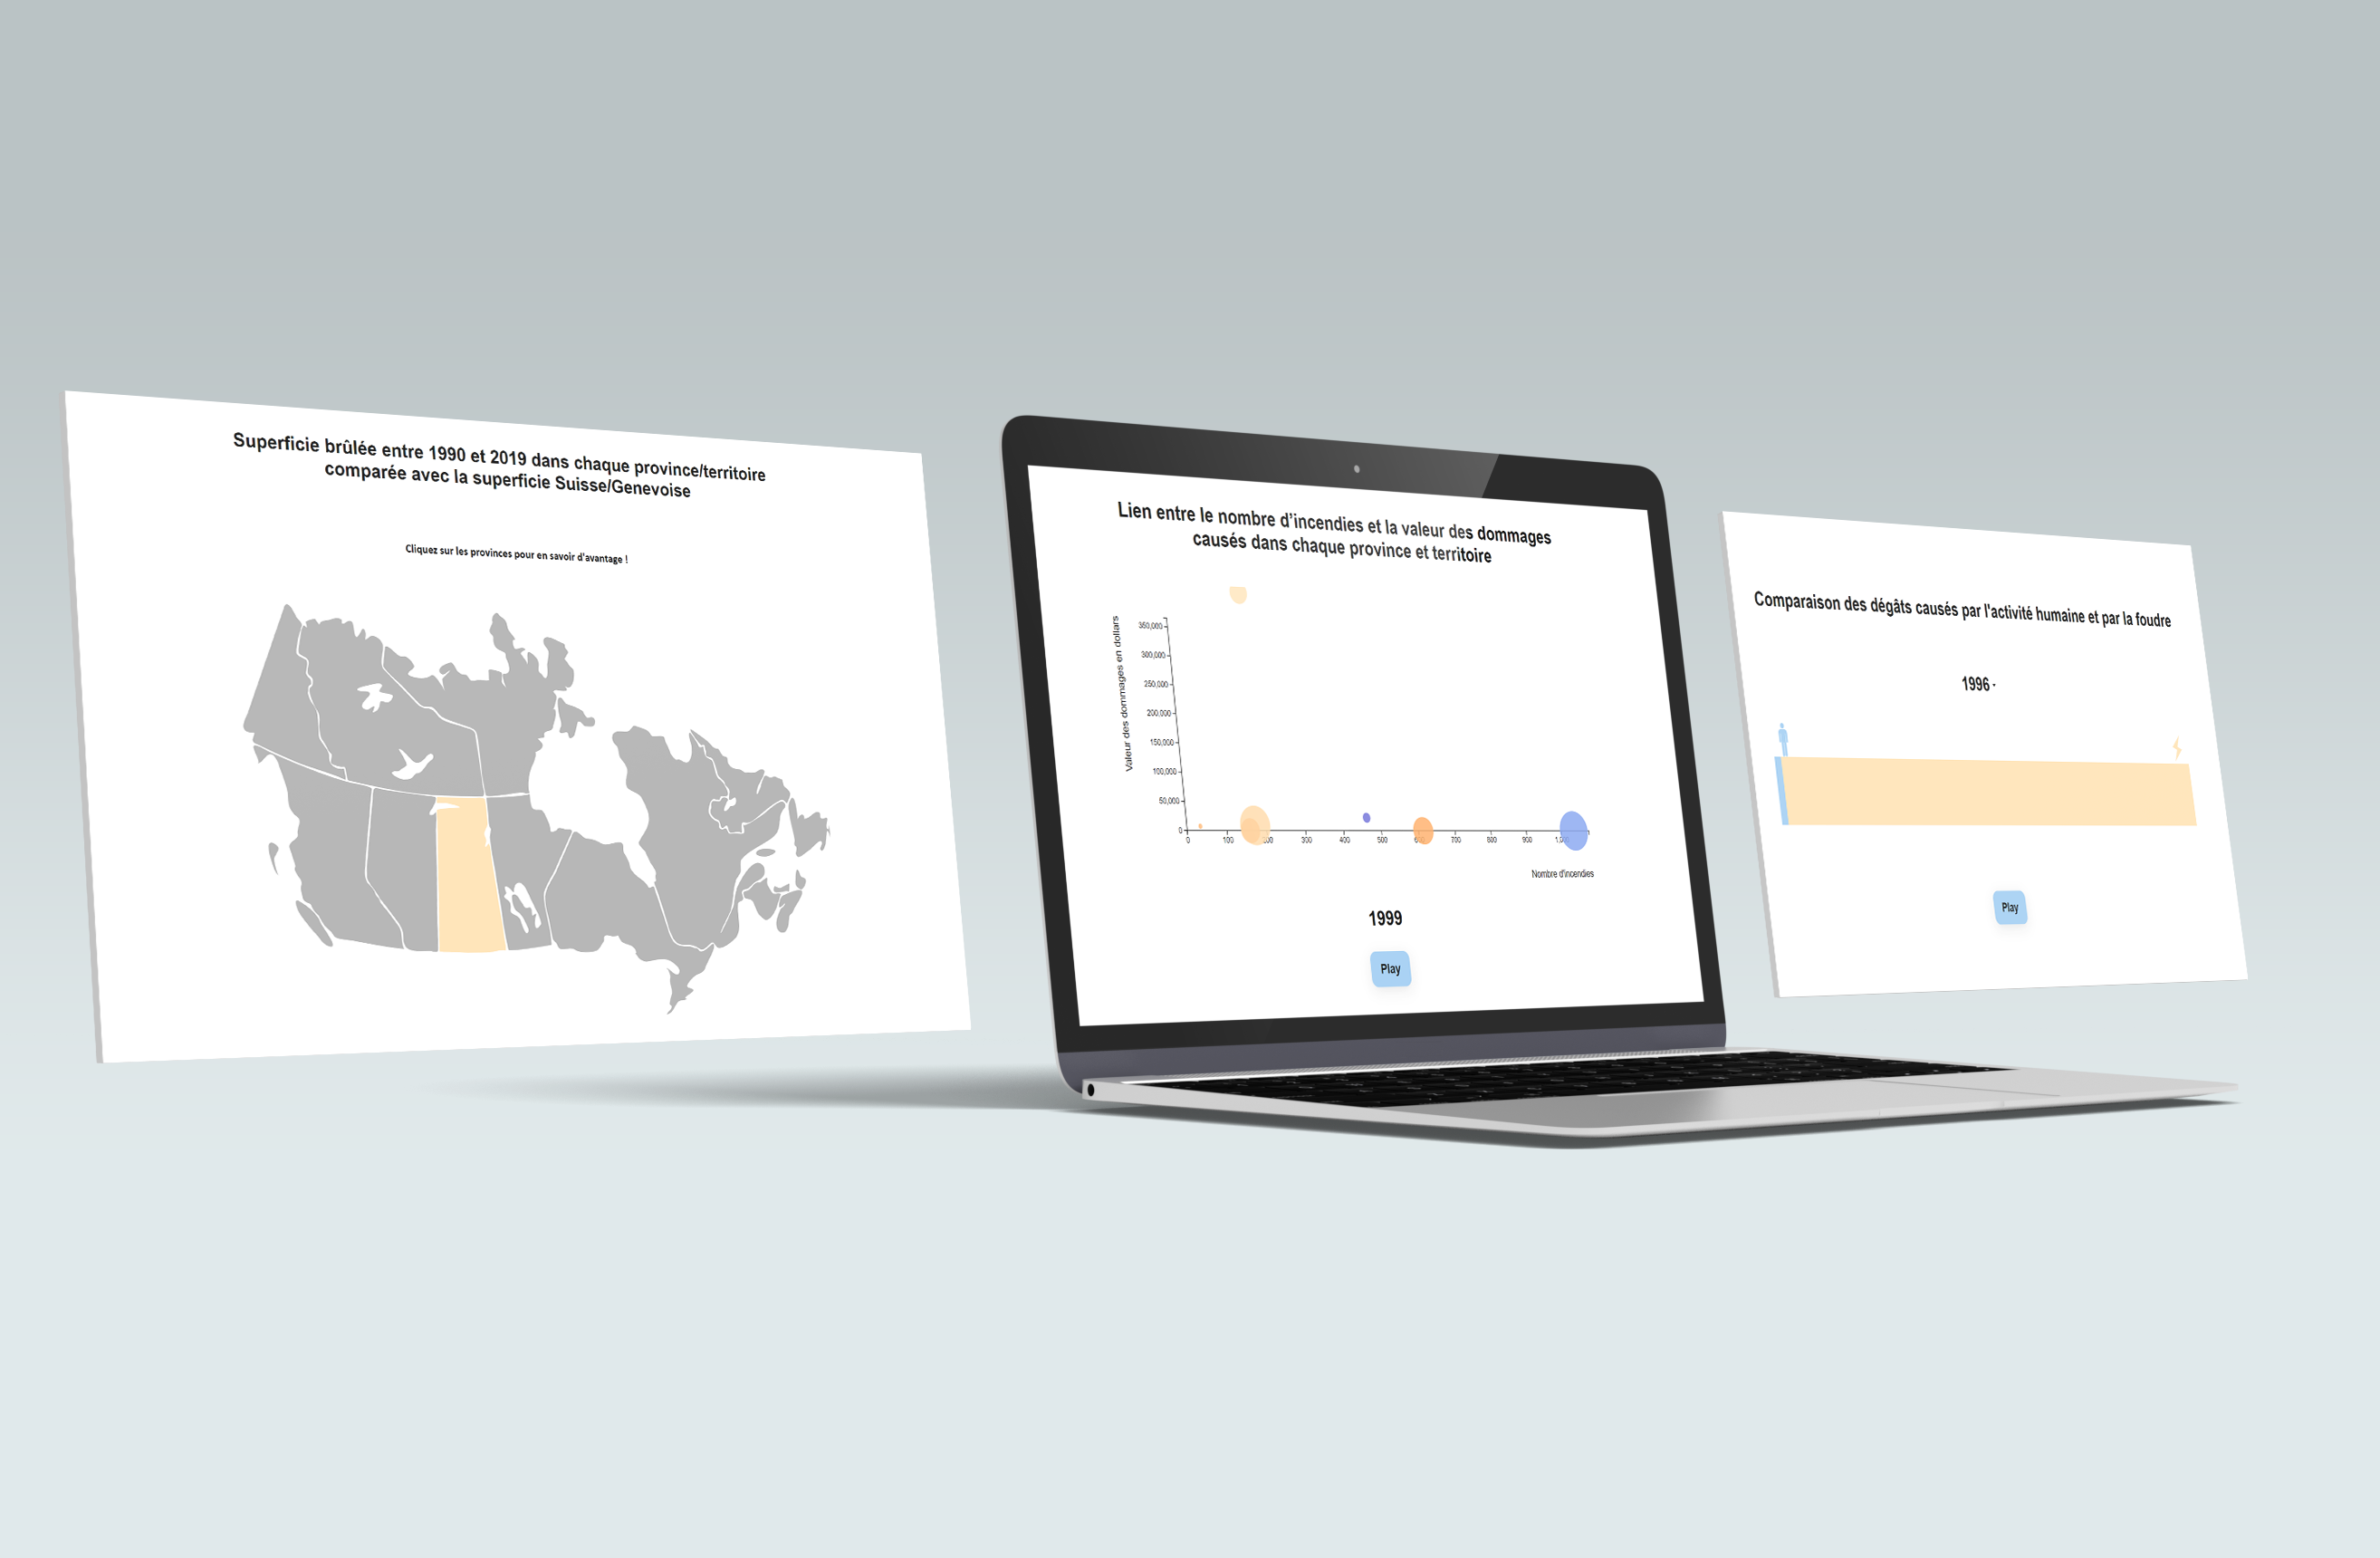 Superficie brûlée entre 1990 et 2019 dans chaque province/territoire
comparée avec la superficie Suisse/Genevoise
Cliquez sur les provinces pour en savoir d'avantage !
Lien entre le nombre d'incendies et la valeur des dommages
causés dans chaque province et territoire
Valeur des dommages en dollars
350,000
300,000
250,000
200,000
150,000
100,000
50,000
0
0 100 300 400 500 700 800 900
Nombre d'incendies
1999
Play
Comparaison des dégâts causés par l'activité humaine et par la foudre
1996 -
Play